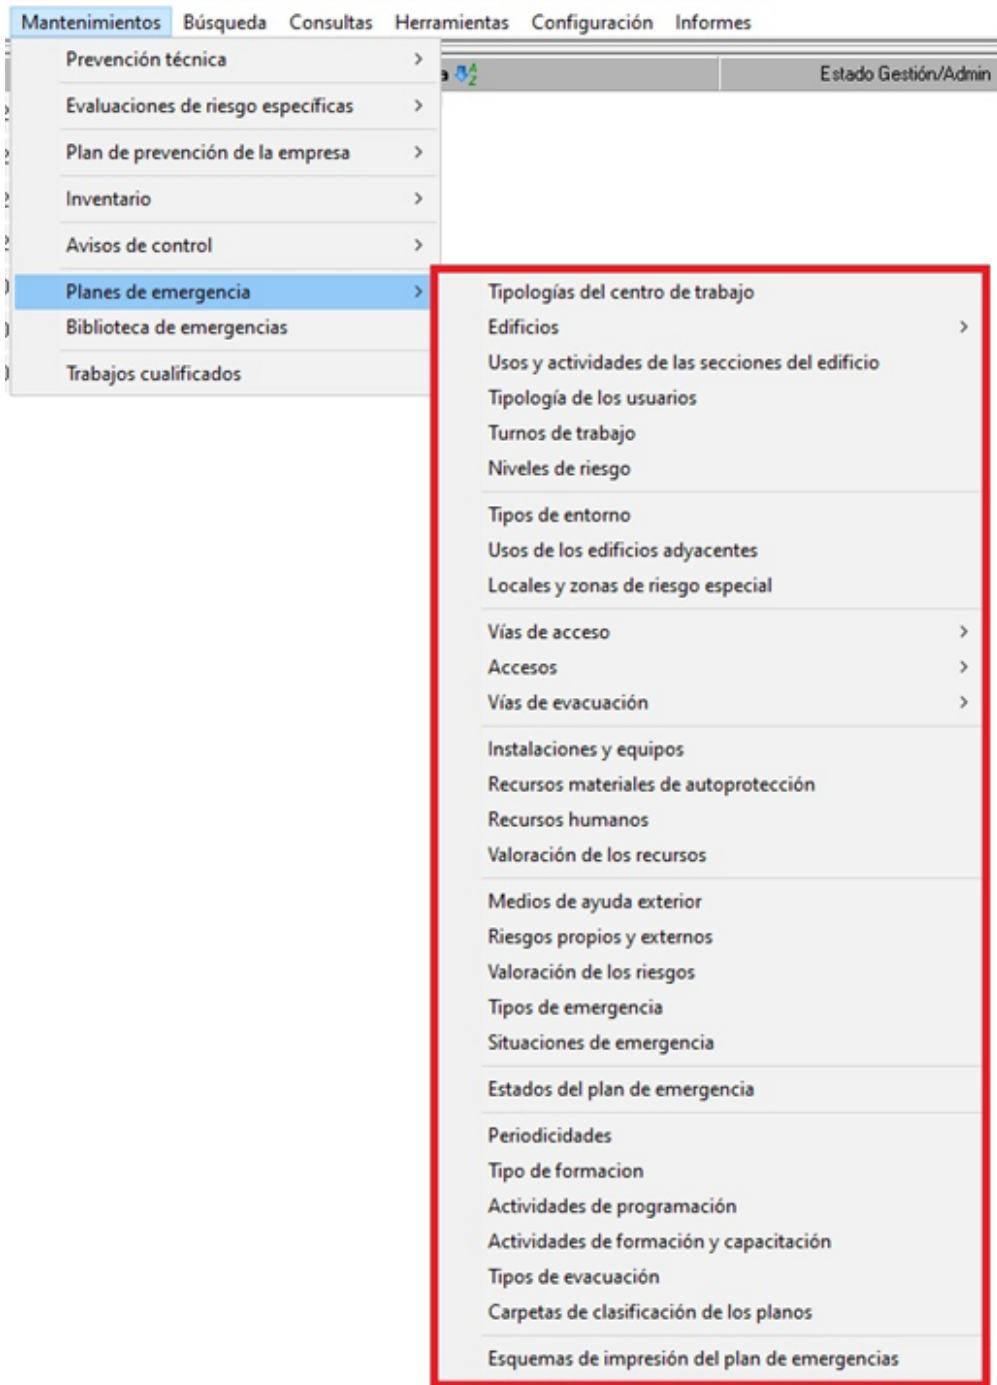 Mantenimientos Búsqueda Consultas Herramientas Configuración Informes
a Estado Gestión/Admin
Prevención técnica
Evaluaciones de riesgo específicas
Plan de prevención de la empresa
Inventario
Avisos de control
Planes de emergencia
Biblioteca de emergencias
Trabajos cualificados
Tipologías del centro de trabajo
Edificios
Usos y actividades de las secciones del edificio
Tipología de los usuarios
Turnos de trabajo
Niveles de riesgo
Tipos de entorno
Usos de los edificios adyacentes
Locales y zonas de riesgo especial
Vías de acceso
Accesos
Vías de evacuación
Instalaciones y equipos
Recursos materiales de autoprotección
Recursos humanos
Valoración de los recursos
Medios de ayuda exterior
Riesgos propios y externos
Valoración de los riesgos
Tipos de emergencia
Situaciones de emergencia
Estados del plan de emergencia
Periodicidades
Tipo de formacion
Actividades de programación
Actividades de formación y capacitación
Tipos de evacuación
Carpetas de clasificación de los planos
Esquemas de impresión del plan de emergencias